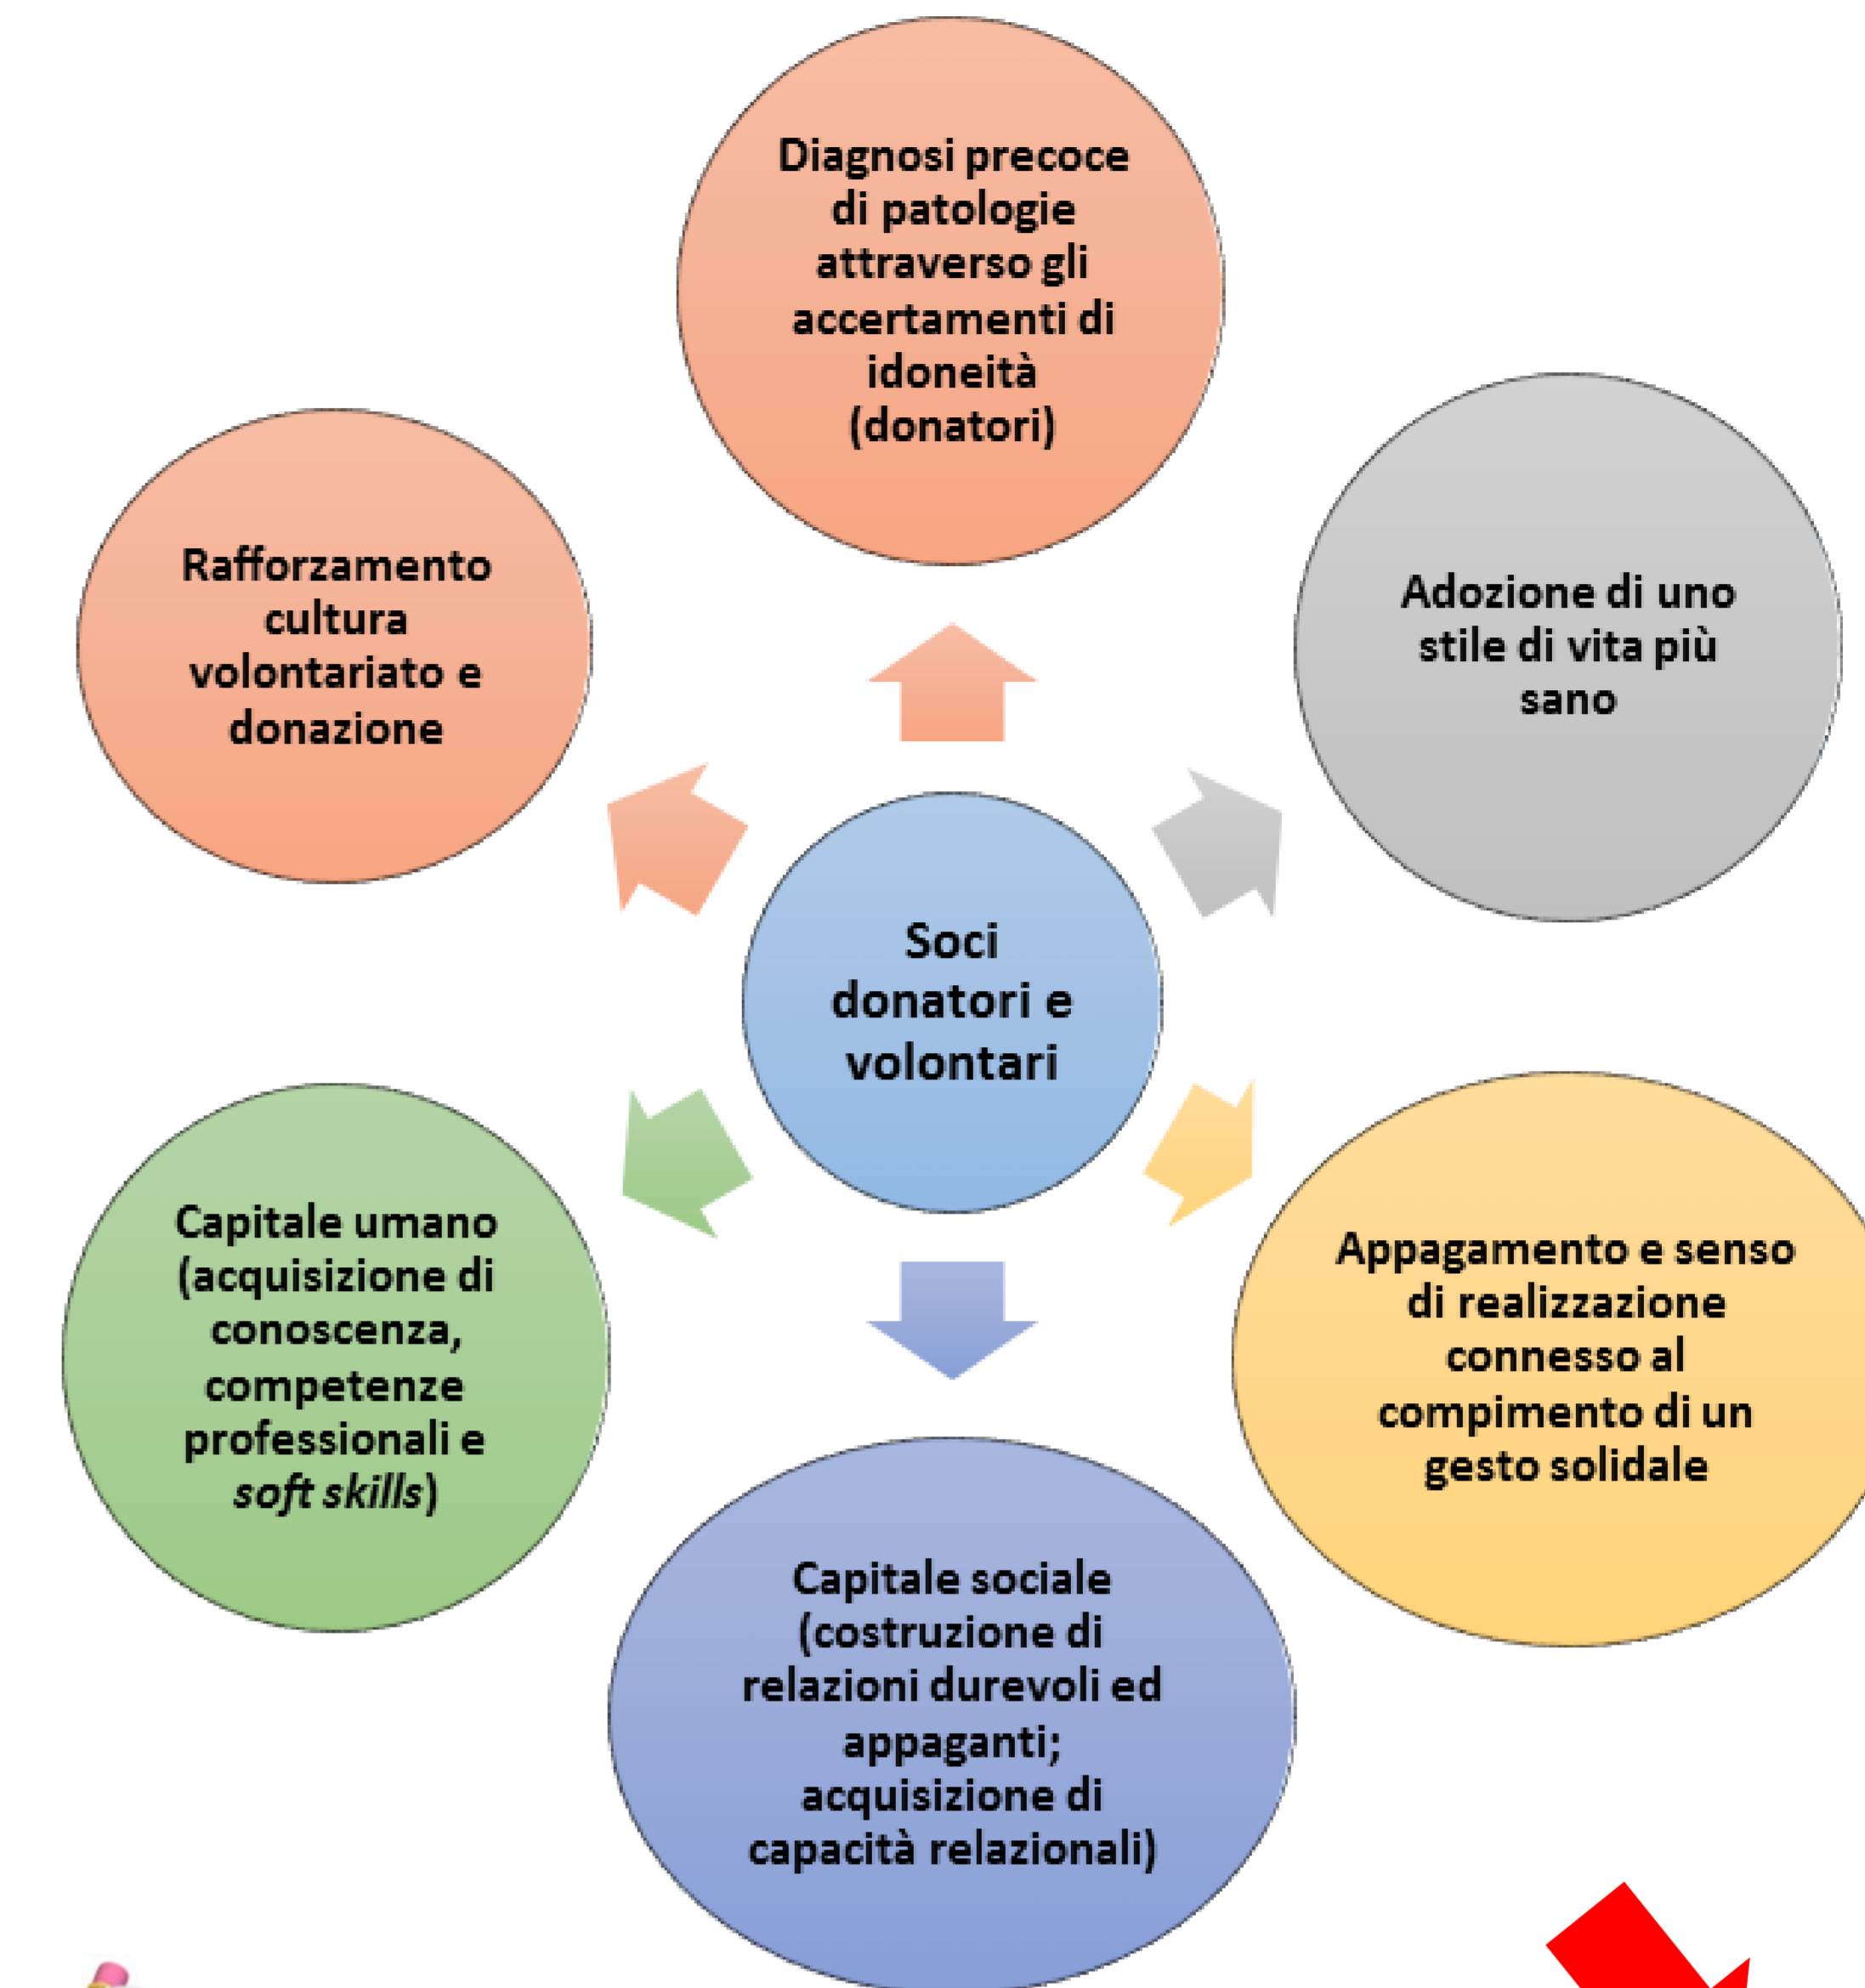 Diagnosi precoce
di patologie
attraverso gli
accertamenti di
idoneità
(donatori)
Adozione di uno
stile di vita più
sano
Appagamento e senso
di realizzazione
connesso al
compimento di un
gesto solidale
Capitale sociale
(costruzione di
relazioni durevoli ed
appaganti;
acquisizione di
capacità relazionali)
Capitale umano
(acquisizione di
conoscenza,
competenze
professionali e
soft skills)
Rafforzamento
cultura
volontariato e
donazione
Soci
donatori e
volontari